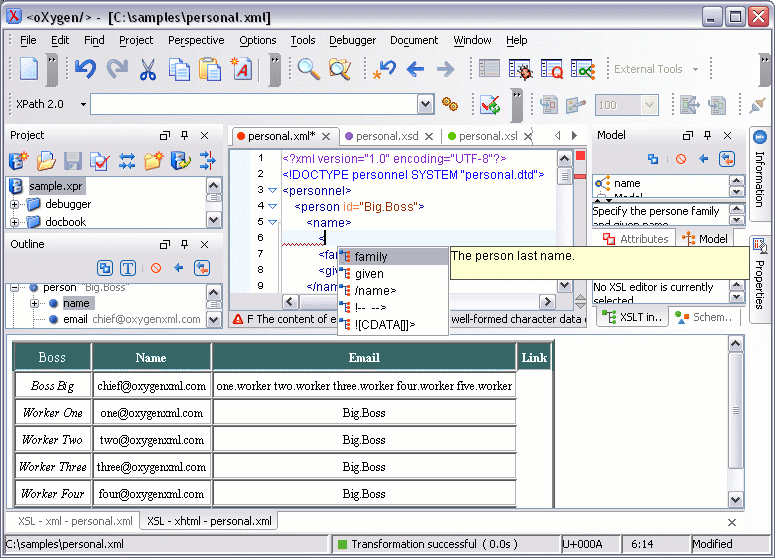 <oXygen/> - [C:\samples\personal.xml]
File Edit Find Project Perspective Options Tools Debugger Document Window Help
External Tools
XPath 2.0
100
Project
sample.xpr
debugger
docbook
Outline
person "Big.Boss"
name
email chief@oxygenxml.com
personal.xml* personal.xsd personal.xsl
1 <?xml version="1.0" encoding="UTF-8"?>
2 <!DOCTYPE personnel SYSTEM "personal.dtd">
3 <personnel>
4 <person id="Big.Boss">
5 <name>
6 <
7 <fa
8 <giv
9 </na
family
given
/name>
!-- -->
![CDATA[]]>
The person last name.
F The content of e well-formed character data
Model
name
Specify the persone family
and given name.
Attributes Model
No XSL editor is currently
selected
XSLT in.. Schem..
Information
Properties
Boss Name Email Link
Boss Big chief@oxygenxml.com one.worker two.worker three.worker four.worker five.worker
Worker One one@oxygenxml.com Big.Boss
Worker Two two@oxygenxml.com Big.Boss
Worker Three three@oxygenxml.com Big.Boss
Worker Four four@oxygenxml.com Big.Boss
XSL - xml - personal.xml XSL - xhtml - personal.xml
C:\samples\personal.xml Transformation successful ( 0.0s ) U+000A 6:14 Modified